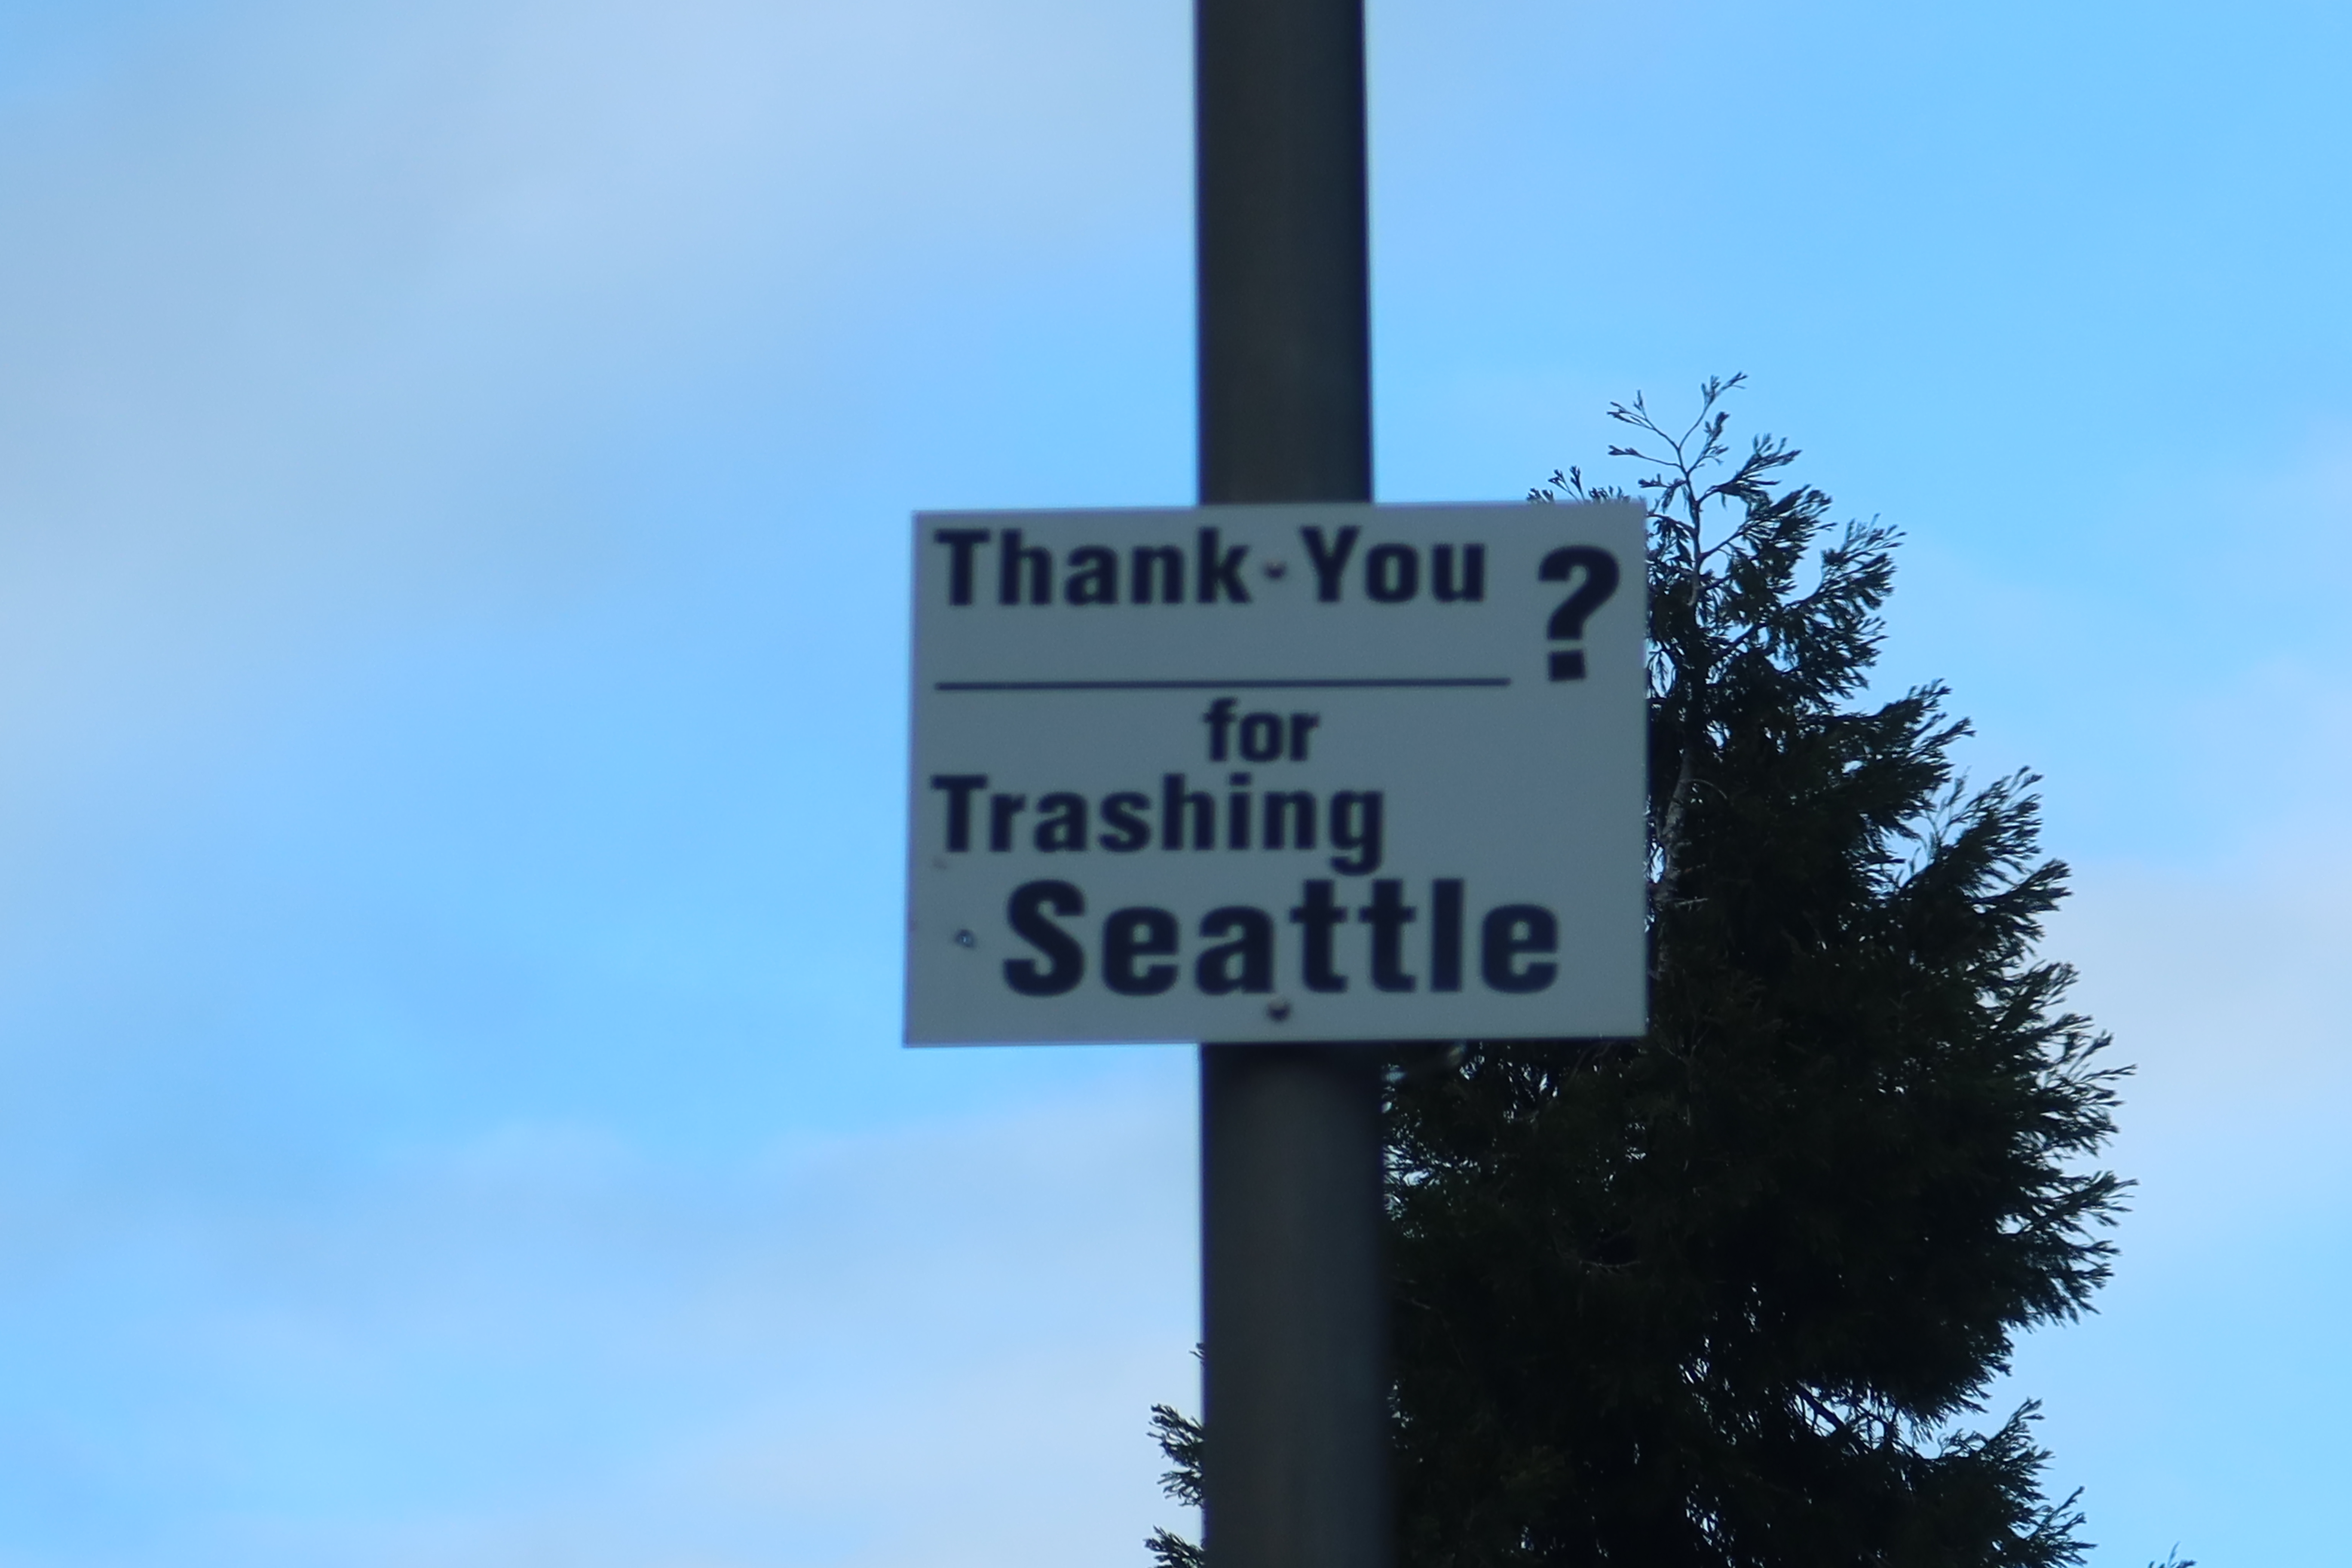 Thank You ?
for
Trashing
Seattle